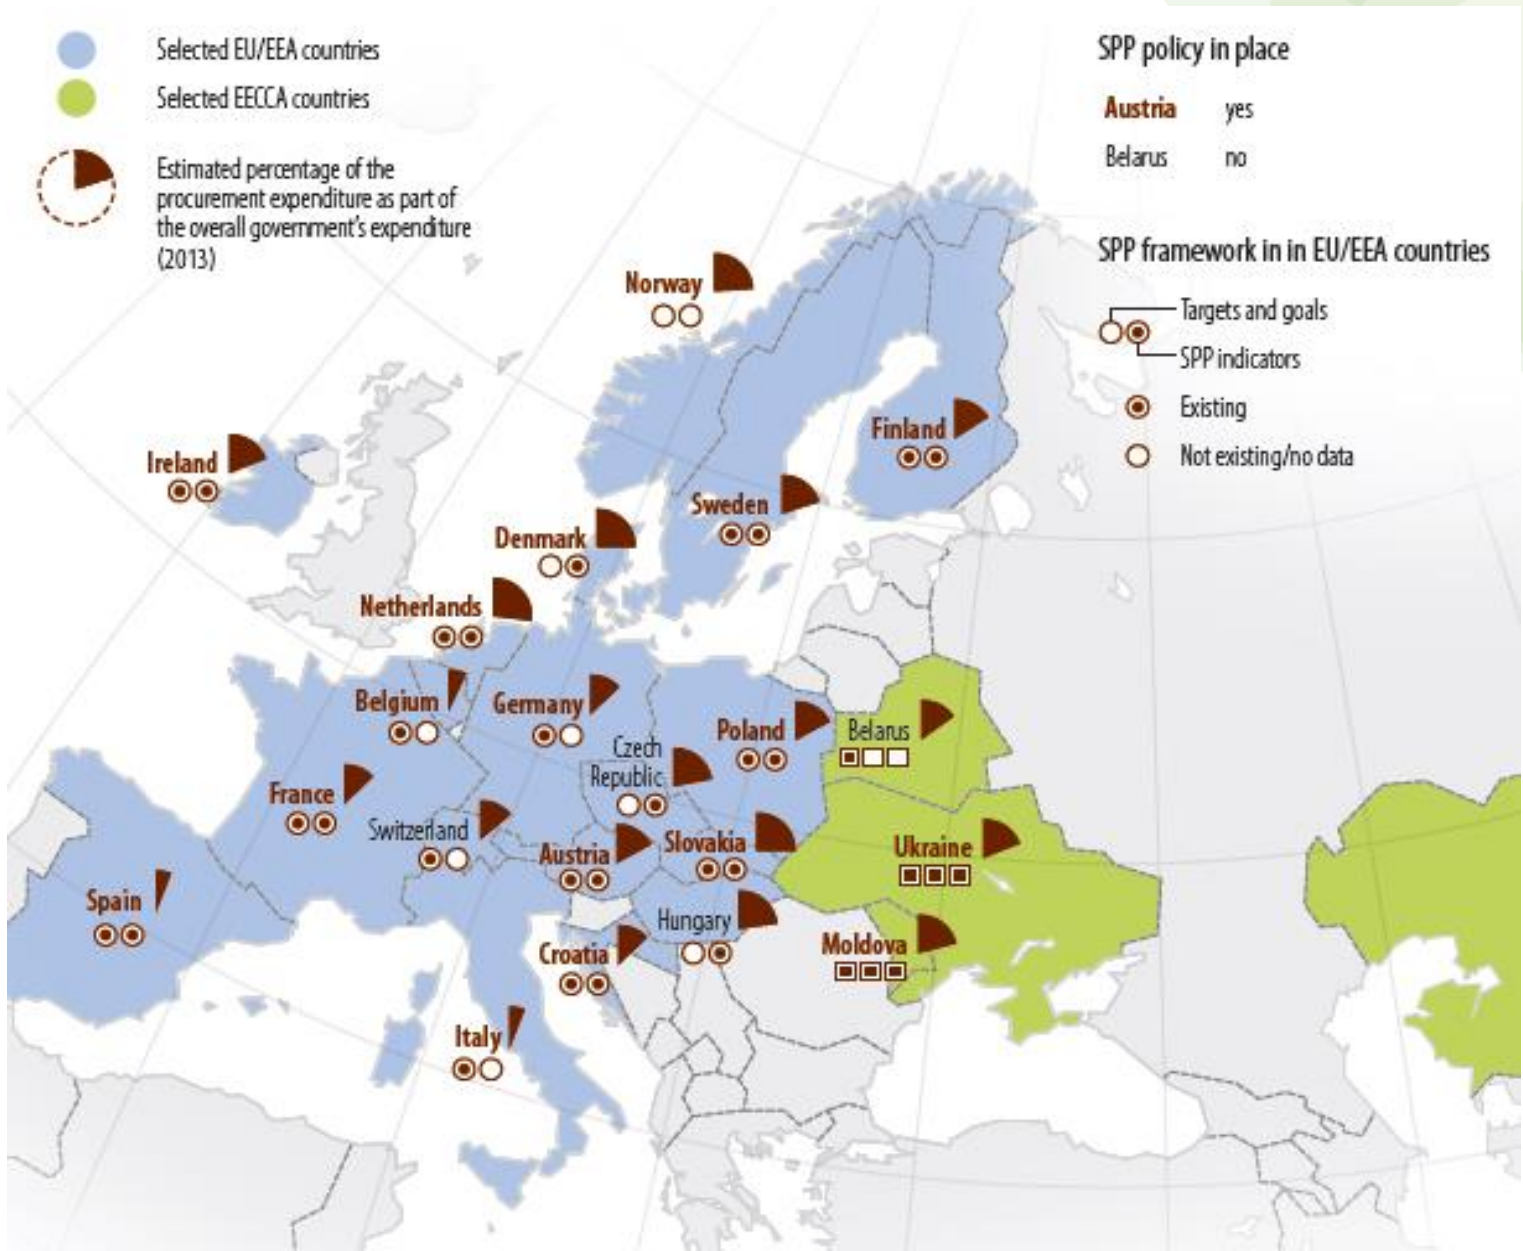 Selected EU/EEA countries
Selected EECCA countries
Estimated percentage of the
procurement expenditure as part of
the overall government's expenditure
(2013)
SPP policy in place
Austria yes
Belarus no
SPP framework in in EU/EEA countries
Targets and goals
SPP indicators
Existing
Not existing/no data
Norway
Finland
Ireland
Sweden
Denmark
Netherlands
Belgium
Germany
Poland
Belarus
Czech
Republic
France
Switzerland
Austria
Slovakia
Ukraine
Spain
Hungary
Croatia
Moldova
Italy